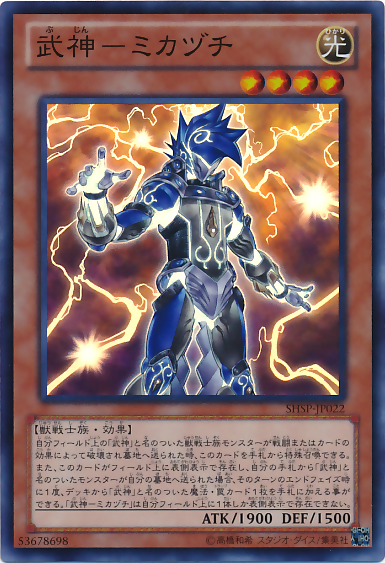 武神－ミカヅチ
光
SHSP-JP022
獣戦士族・効果
自分フィールド上の「武神」と名のついた獣戦士族モンスターが戦闘またはカードの
効果によって破壊され墓地へ送られた時、このカードを手札から特殊召喚できる。
また、このカードがフィールド上に表側表示で存在し、自分の手札から「武神」と
名のついたモンスターが自分の墓地へ送られた場合、そのターンのエンドフェイズ時
に1度、デッキから「武神」と名のついた魔法・罠カード1枚を手札に加える事が
できる。「武神－ミカヅチ」は自分フィールド上に1体しか表側表示で存在できない。
ATK/1900 DEF/1500
53678698
©高橋和希 スタジオ・ダイス/集英社